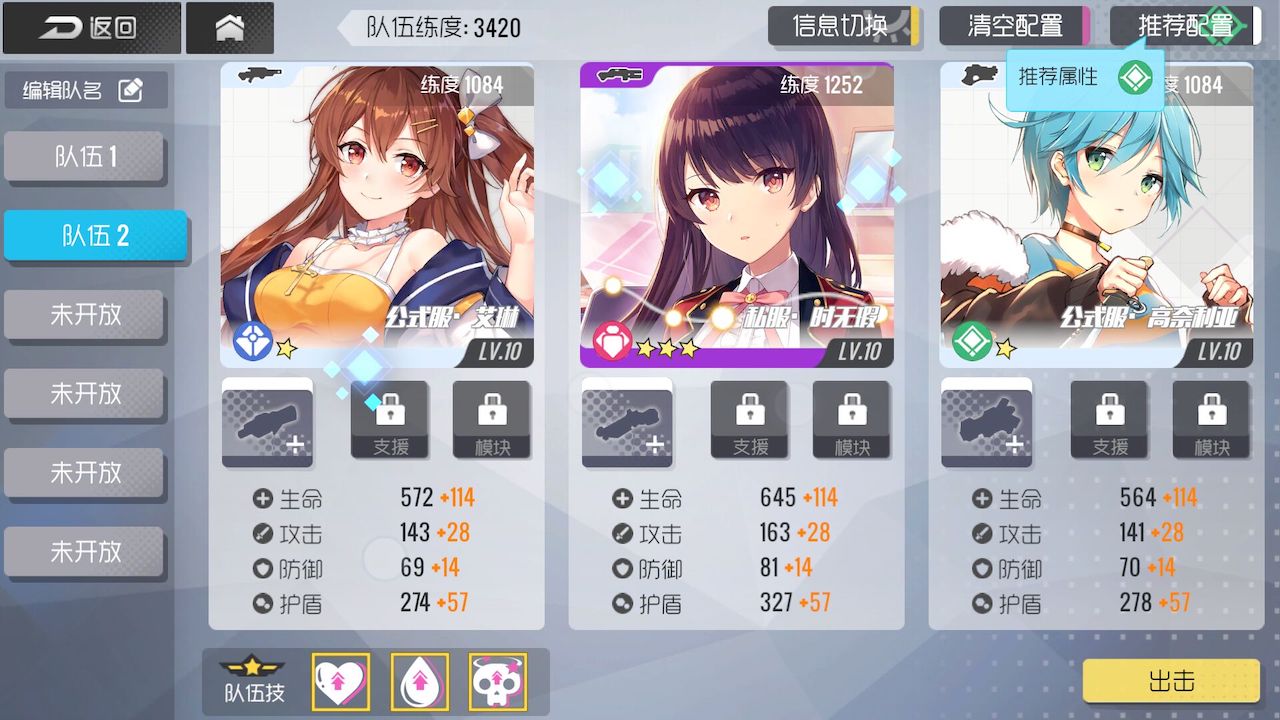 返回
队伍练度: 3420
信息切换
清空配置
推荐配置
推荐属性
编辑队名
队伍 1
队伍 2
未开放
未开放
未开放
未开放
练度 1084
公式服· 艾琳
LV.10
支援
模块
生命 572 +114
攻击 143 +28
防御 69 +14
护盾 274 +57
练度 1252
私服· 时无瑕
LV.10
支援
模块
生命 645 +114
攻击 163 +28
防御 81 +14
护盾 327 +57
度 1084
公式服· 高奈利亚
LV.10
支援
模块
生命 564 +114
攻击 141 +28
防御 70 +14
护盾 278 +57
队伍技
出击